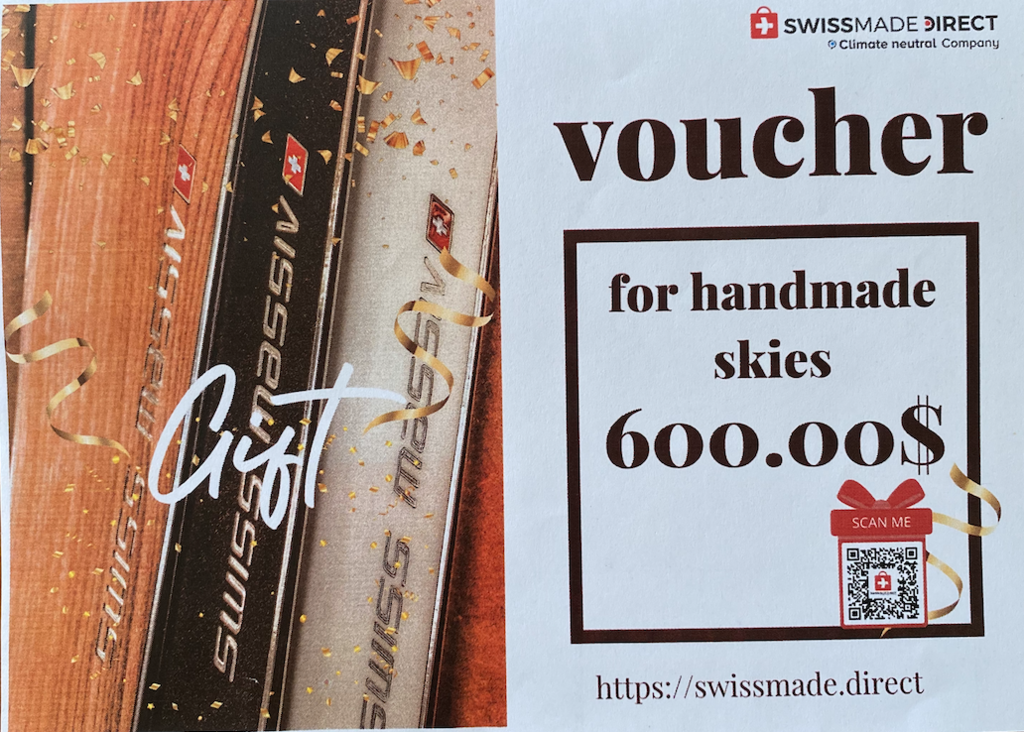 SWISSMADE DIRECT
Climate neutral Company
voucher
for handmade
skies
600.00$
SCAN ME
https://swissmade.direct
swiss massiv
swiss massiv
swiss massiv
Gift